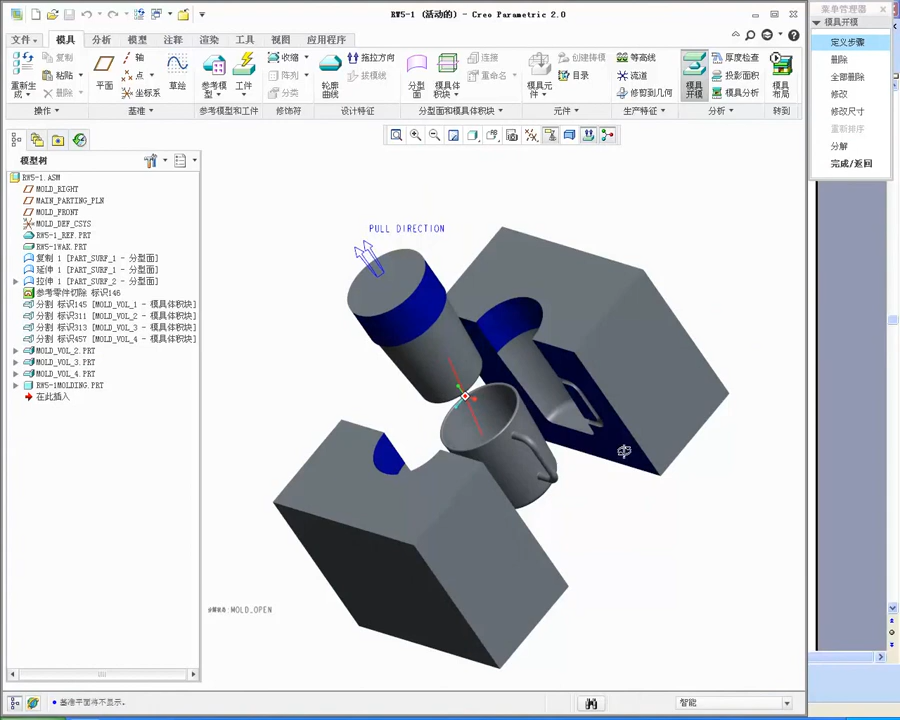 RW5-1 (活动的) - Creo Parametric 2.0
菜单管理器
模具开模
定义步骤
删除
全部删除
修改
修改尺寸
重新排序
分解
完成/返回
文件 模具 分析 模型 注释 渲染 工具 视图 应用程序
重新生成
复制
粘贴
删除
操作
平面
轴
点
坐标系
草绘
基准
参考模型
工件
参考模型和工件
收缩
阵列
分类
修饰符
轮廓曲线
拖拉方向
拔模线
设计特征
分型面
模具体积块
连接
重命名
分型面和模具体积块
模具元件
创建铸模
目录
元件
等高线
流道
修剪到几何
生产特征
模具开模
厚度检查
投影面积
模具分析
分析
模具布局
转到
模型树
RW5-1.ASM
MOLD_RIGHT
MAIN_PARTING_PLN
MOLD_FRONT
MOLD_DEF_CSYS
RW5-1_REF.PRT
RW5-1WAK.PRT
复制 1 [PART_SURF_1 - 分型面]
延伸 1 [PART_SURF_1 - 分型面]
拉伸 1 [PART_SURF_2 - 分型面]
参考零件切除 标识146
分割 标识145 [MOLD_VOL_1 - 模具体积块]
分割 标识311 [MOLD_VOL_2 - 模具体积块]
分割 标识313 [MOLD_VOL_3 - 模具体积块]
分割 标识457 [MOLD_VOL_4 - 模具体积块]
MOLD_VOL_2.PRT
MOLD_VOL_3.PRT
MOLD_VOL_4.PRT
RW5-1MOLDING.PRT
在此插入
PULL DIRECTION
MOLD_OPEN
基准平面将不显示。
智能